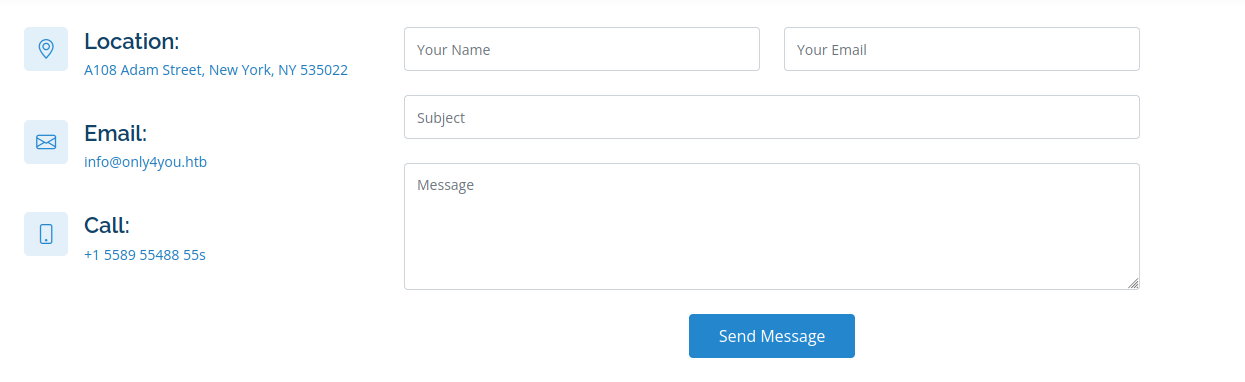 Location:
A108 Adam Street, New York, NY 535022
Email:
info@only4you.htb
Call:
+1 5589 55488 55s
Your Name
Your Email
Subject
Message
Send Message